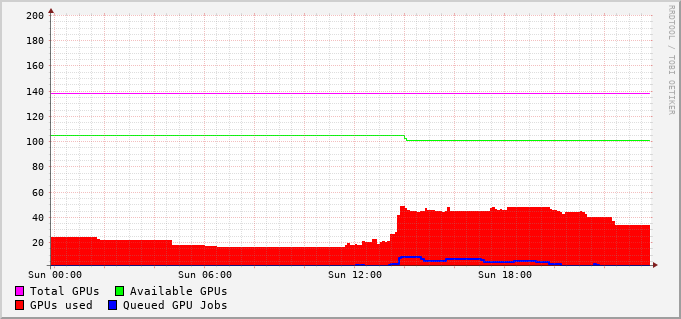 200
180
160
140
120
100
80
60
40
20
Sun 00:00 Sun 06:00 Sun 12:00 Sun 18:00
Total GPUs Available GPUs
GPUs used Queued GPU Jobs
RRDTOOL / TOBI OETIKER